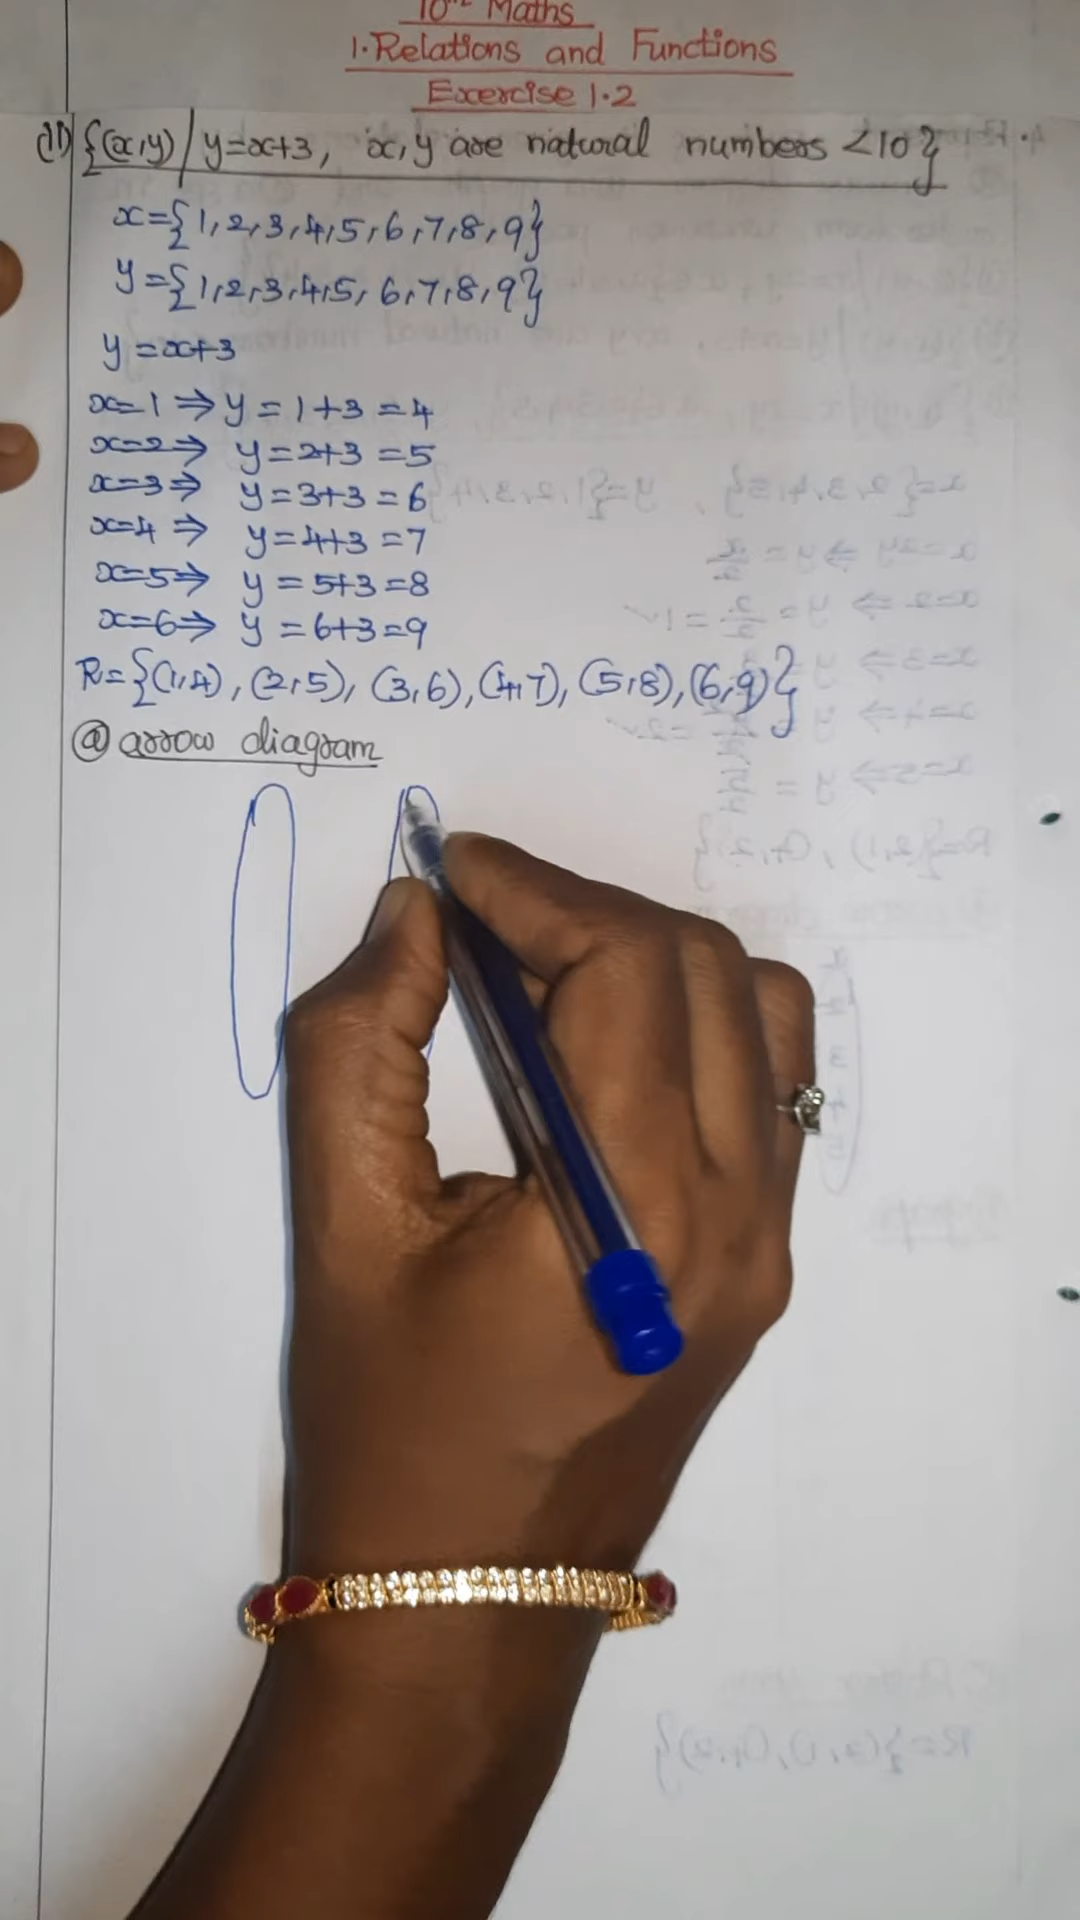 10th Maths
1. Relations and Functions
Exercise 1.2
(ii) {(x,y) / y=x+3, x,y are natural numbers <10}.
x={1,2,3,4,5,6,7,8,9}
y={1,2,3,4,5,6,7,8,9}
y=x+3
x=1 ⇒ y=1+3=4
x=2 ⇒ y=2+3=5
x=3 ⇒ y=3+3=6
x=4 ⇒ y=4+3=7
x=5 ⇒ y=5+3=8
x=6 ⇒ y=6+3=9
R={(1,4), (2,5), (3,6), (4,7), (5,8), (6,9)}
ⓐ arrow diagram